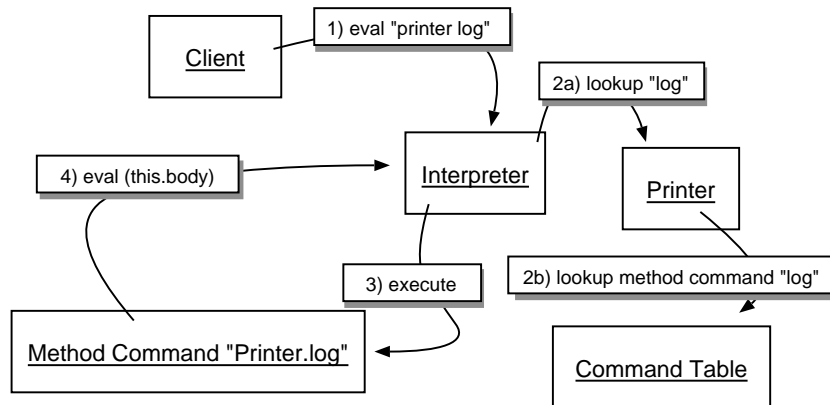 1) eval "printer log"
Client
2a) lookup "log"
Interpreter
4) eval (this.body)
Printer
2b) lookup method command "log"
3) execute
Method Command "Printer.log"
Command Table